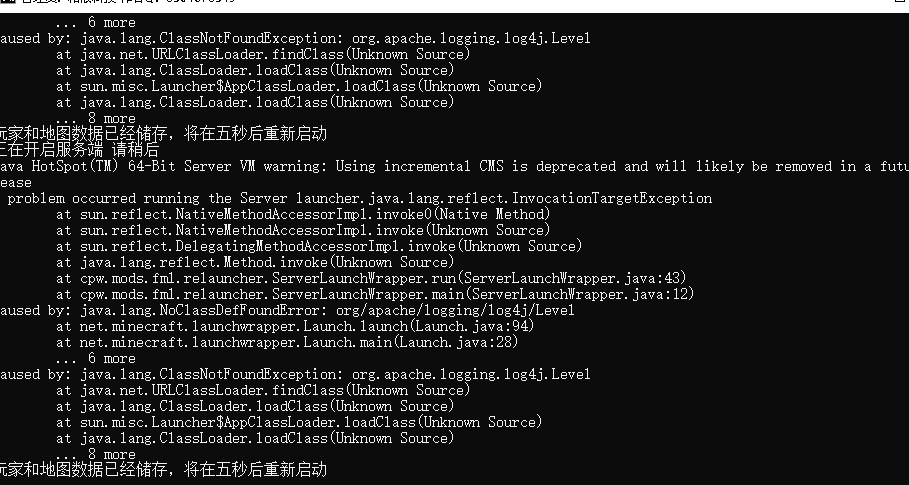 ... 6 more
aused by: java.lang.ClassNotFoundException: org.apache.logging.log4j.Level
at java.net.URLClassLoader.findClass(Unknown Source)
at java.lang.ClassLoader.loadClass(Unknown Source)
at sun.misc.Launcher$AppClassLoader.loadClass(Unknown Source)
at java.lang.ClassLoader.loadClass(Unknown Source)
... 8 more
玩家和地图数据已经储存，将在五秒后重新启动
正在开启服务端 请稍后
ava HotSpot(TM) 64-Bit Server VM warning: Using incremental CMS is deprecated and will likely be removed in a futu
ease
problem occurred running the Server launcher.java.lang.reflect.InvocationTargetException
at sun.reflect.NativeMethodAccessorImpl.invoke0(Native Method)
at sun.reflect.NativeMethodAccessorImpl.invoke(Unknown Source)
at sun.reflect.DelegatingMethodAccessorImpl.invoke(Unknown Source)
at java.lang.reflect.Method.invoke(Unknown Source)
at cpw.mods.fml.relauncher.ServerLaunchWrapper.run(ServerLaunchWrapper.java:43)
at cpw.mods.fml.relauncher.ServerLaunchWrapper.main(ServerLaunchWrapper.java:12)
aused by: java.lang.NoClassDefFoundError: org/apache/logging/log4j/Level
at net.minecraft.launchwrapper.Launch.launch(Launch.java:94)
at net.minecraft.launchwrapper.Launch.main(Launch.java:28)
... 6 more
aused by: java.lang.ClassNotFoundException: org.apache.logging.log4j.Level
at java.net.URLClassLoader.findClass(Unknown Source)
at java.lang.ClassLoader.loadClass(Unknown Source)
at sun.misc.Launcher$AppClassLoader.loadClass(Unknown Source)
at java.lang.ClassLoader.loadClass(Unknown Source)
... 8 more
玩家和地图数据已经储存，将在五秒后重新启动